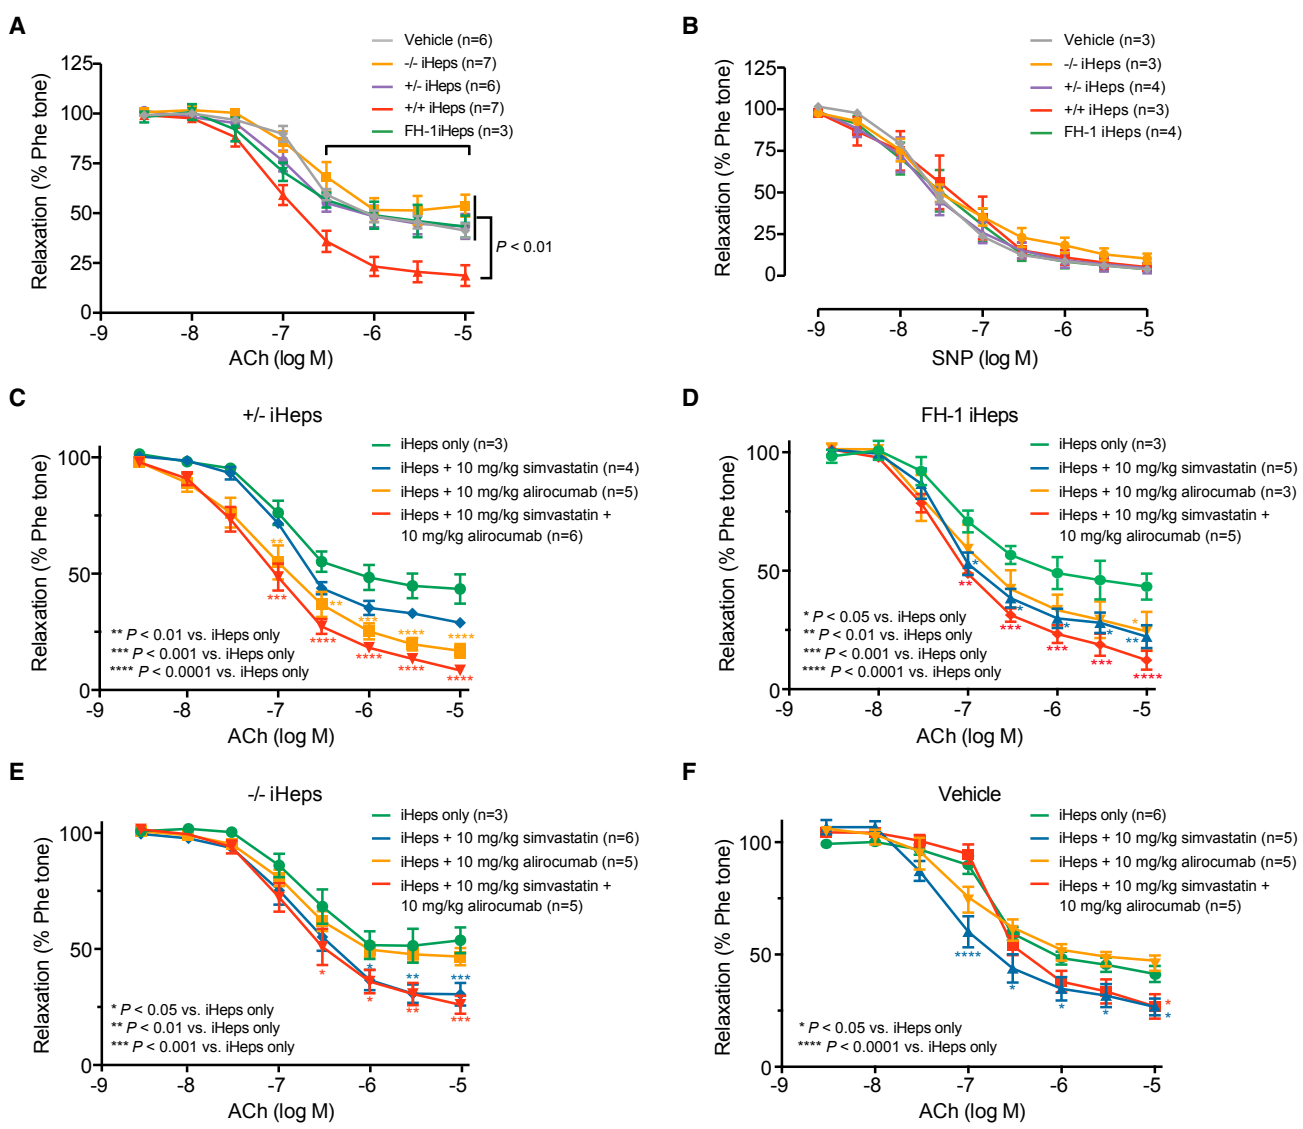 A
Vehicle (n=6)
-/- iHeps (n=7)
+/- iHeps (n=6)
+/+ iHeps (n=7)
FH-1iHeps (n=3)
Relaxation (% Phe tone)
125
100
75
50
25
0
P < 0.01
-9 -8 -7 -6 -5
ACh (log M)
B
Vehicle (n=3)
-/- iHeps (n=3)
+/- iHeps (n=4)
+/+ iHeps (n=3)
FH-1 iHeps (n=4)
Relaxation (% Phe tone)
125
100
75
50
25
0
-9 -8 -7 -6 -5
SNP (log M)
C
+/- iHeps
iHeps only (n=3)
iHeps + 10 mg/kg simvastatin (n=4)
iHeps + 10 mg/kg alirocumab (n=5)
iHeps + 10 mg/kg simvastatin +
10 mg/kg alirocumab (n=6)
Relaxation (% Phe tone)
100
50
0
**
***
**
****
***
****
****
****
****
****
** P < 0.01 vs. iHeps only
*** P < 0.001 vs. iHeps only
**** P < 0.0001 vs. iHeps only
-9 -8 -7 -6 -5
ACh (log M)
D
FH-1 iHeps
iHeps only (n=3)
iHeps + 10 mg/kg simvastatin (n=5)
iHeps + 10 mg/kg alirocumab (n=3)
iHeps + 10 mg/kg simvastatin +
10 mg/kg alirocumab (n=5)
Relaxation (% Phe tone)
100
50
0
*
**
**
***
**
***
*
***
*
**
****
* P < 0.05 vs. iHeps only
** P < 0.01 vs. iHeps only
*** P < 0.001 vs. iHeps only
**** P < 0.0001 vs. iHeps only
-9 -8 -7 -6 -5
ACh (log M)
E
-/- iHeps
iHeps only (n=3)
iHeps + 10 mg/kg simvastatin (n=6)
iHeps + 10 mg/kg alirocumab (n=5)
iHeps + 10 mg/kg simvastatin +
10 mg/kg alirocumab (n=5)
Relaxation (% Phe tone)
100
50
0
*
*
*
**
**
***
***
* P < 0.05 vs. iHeps only
** P < 0.01 vs. iHeps only
*** P < 0.001 vs. iHeps only
-9 -8 -7 -6 -5
ACh (log M)
F
Vehicle
iHeps only (n=6)
iHeps + 10 mg/kg simvastatin (n=5)
iHeps + 10 mg/kg alirocumab (n=5)
iHeps + 10 mg/kg simvastatin +
10 mg/kg alirocumab (n=5)
Relaxation (% Phe tone)
100
50
0
****
*
*
*
*
*
* P < 0.05 vs. iHeps only
**** P < 0.0001 vs. iHeps only
-9 -8 -7 -6 -5
ACh (log M)